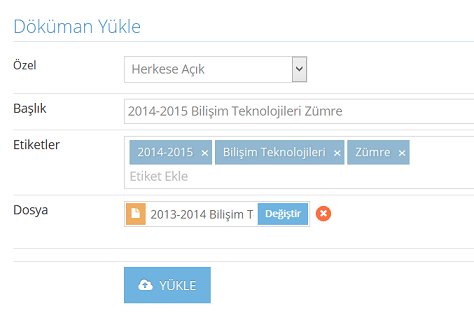 Döküman Yükle
Özel
Herkese Açık
Başlık
2014-2015 Bilişim Teknolojileri Zümre
Etiketler
2014-2015 × Bilişim Teknolojileri × Zümre ×
Etiket Ekle
Dosya
2013-2014 Bilişim T Değiştir
YÜKLE